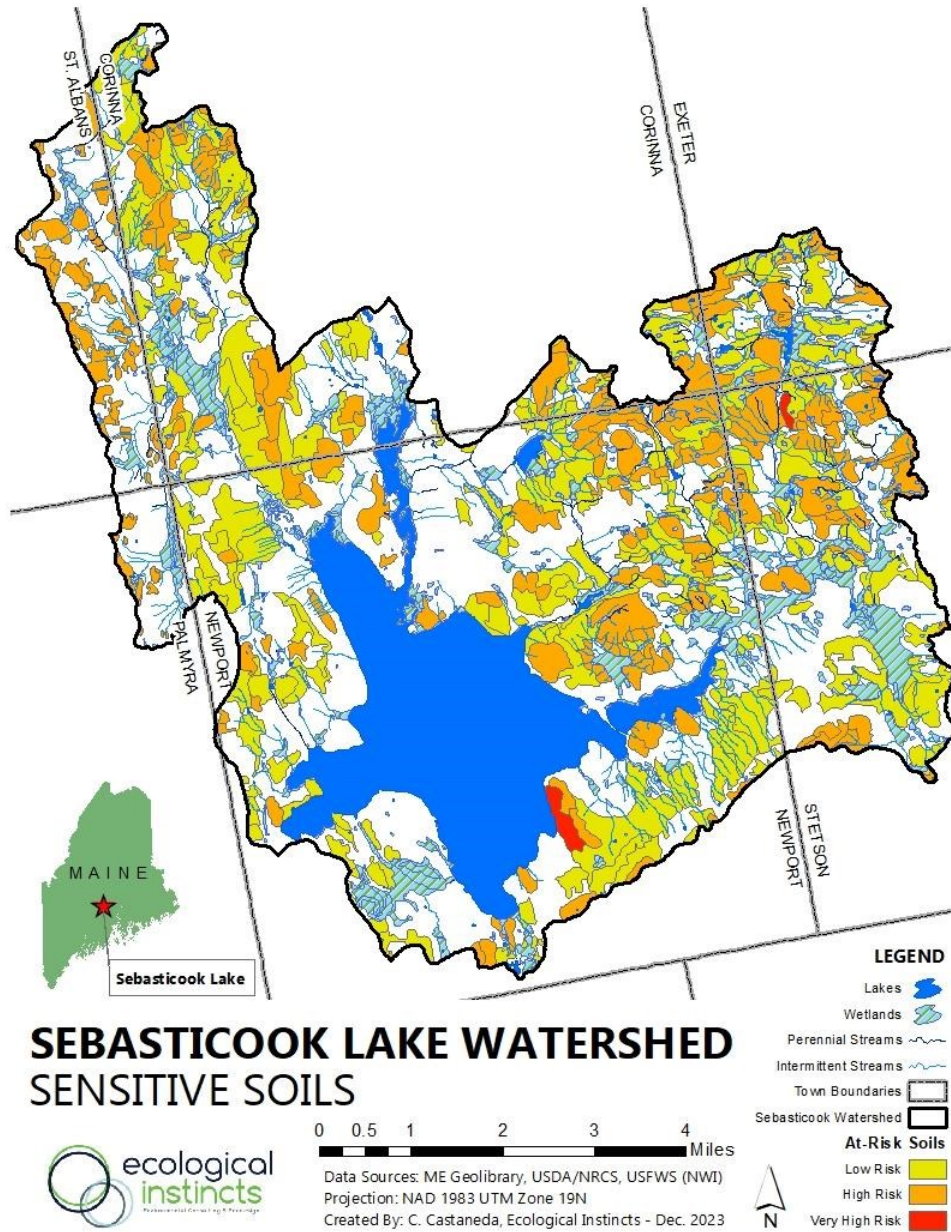 ST. ALBANS
CORINNA
EXETER
CORINNA
PALMYRA
NEWPORT
STETSON
NEWPORT
MAINE
Sebasticook Lake
SEBASTICOOK LAKE WATERSHED
SENSITIVE SOILS
ecological
instincts
Environmental Consulting & Brokerage
0 0.5 1 2 3 4
Miles
Data Sources: ME Geolibrary, USDA/NRCS, USFWS (NWI)
Projection: NAD 1983 UTM Zone 19N
Created By: C. Castaneda, Ecological Instincts - Dec. 2023
N
LEGEND
Lakes
Wetlands
Perennial Streams
Intermittent Streams
Town Boundaries
Sebasticook Watershed
At-Risk Soils
Low Risk
High Risk
Very High Risk